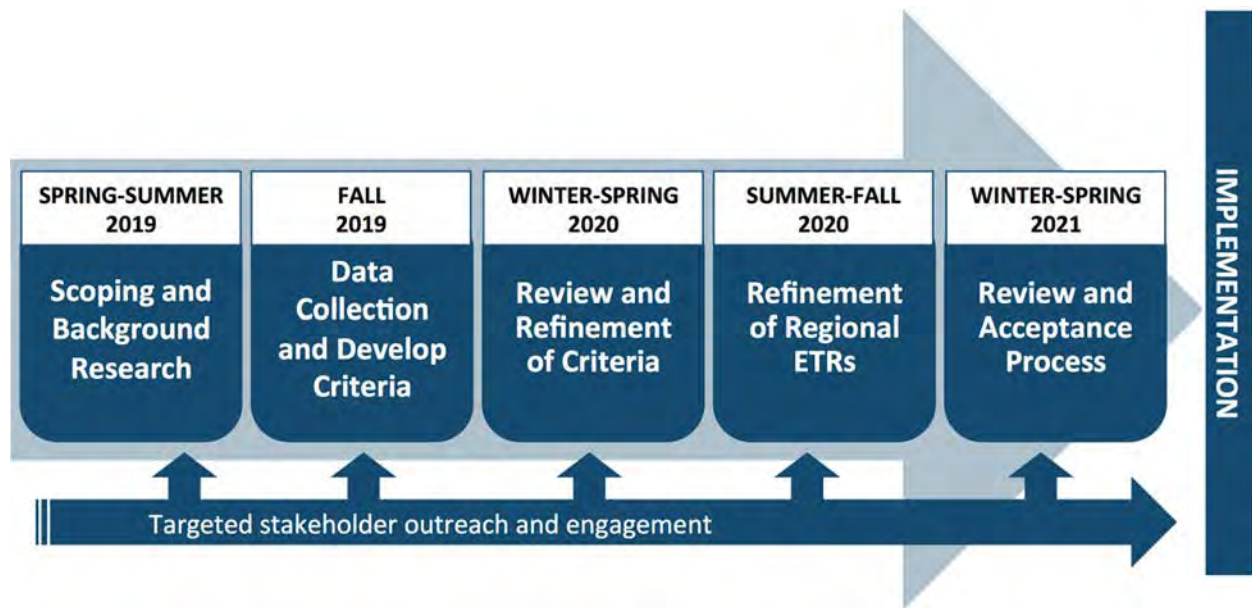 SPRING-SUMMER
2019
Scoping and
Background
Research
FALL
2019
Data
Collection
and Develop
Criteria
WINTER-SPRING
2020
Review and
Refinement
of Criteria
SUMMER-FALL
2020
Refinement
of Regional
ETRs
WINTER-SPRING
2021
Review and
Acceptance
Process
IMPLEMENTATION
Targeted stakeholder outreach and engagement